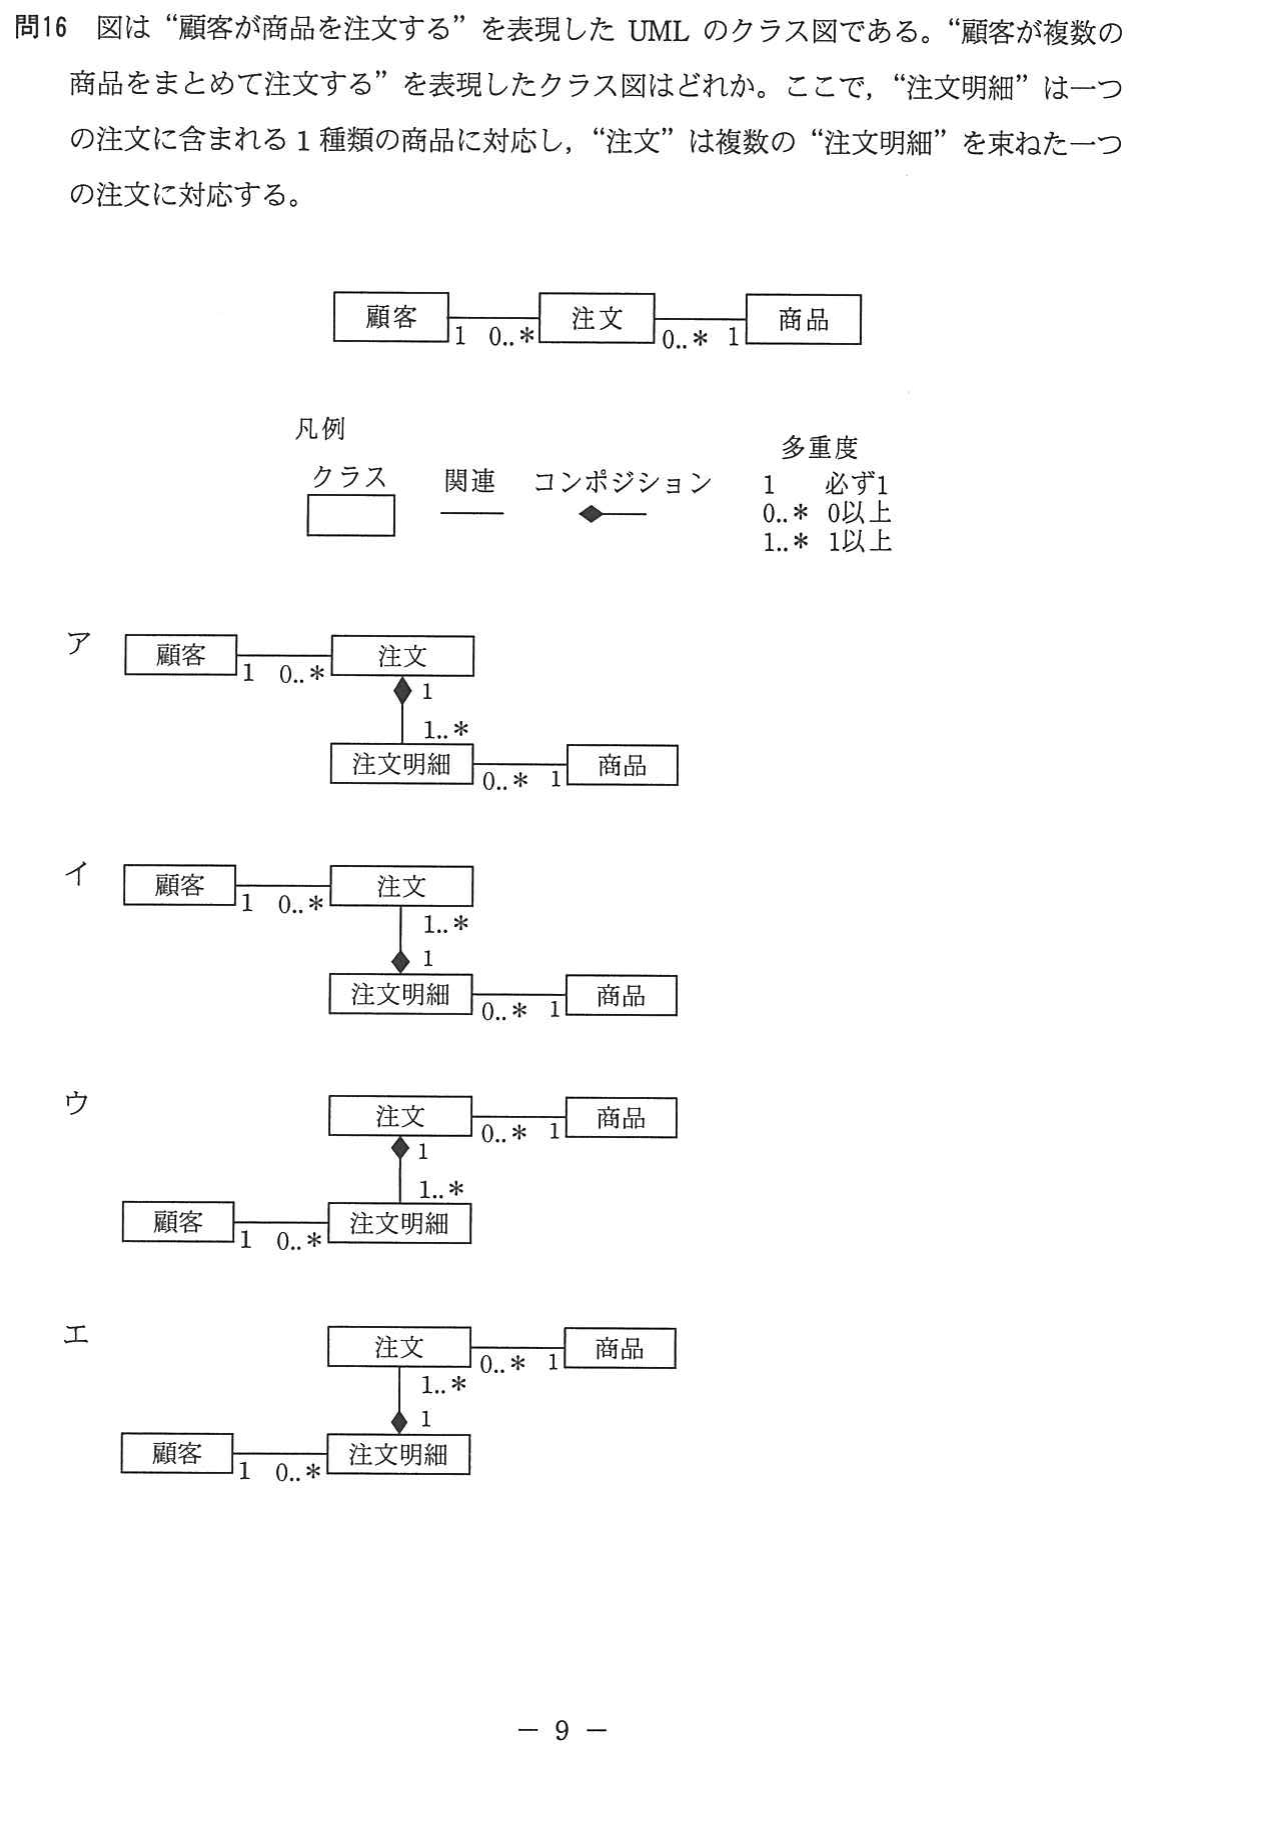 問16 図は“顧客が商品を注文する”を表現した UML のクラス図である。“顧客が複数の
商品をまとめて注文する”を表現したクラス図はどれか。ここで，“注文明細”は一つ
の注文に含まれる 1 種類の商品に対応し，“注文”は複数の“注文明細”を束ねた一つ
の注文に対応する。
顧客 注文 商品
1 0..* 0..* 1
凡例
多重度
クラス 関連 コンポジション
1 必ず1
0..* 0以上
1..* 1以上
ア
顧客 注文
1 0..*
1
1..*
注文明細 商品
0..* 1
イ
顧客 注文
1 0..*
1..*
1
注文明細 商品
0..* 1
ウ
注文 商品
0..* 1
1
1..*
顧客 注文明細
1 0..*
エ
注文 商品
0..* 1
1..*
1
顧客 注文明細
1 0..*
－ 9 －